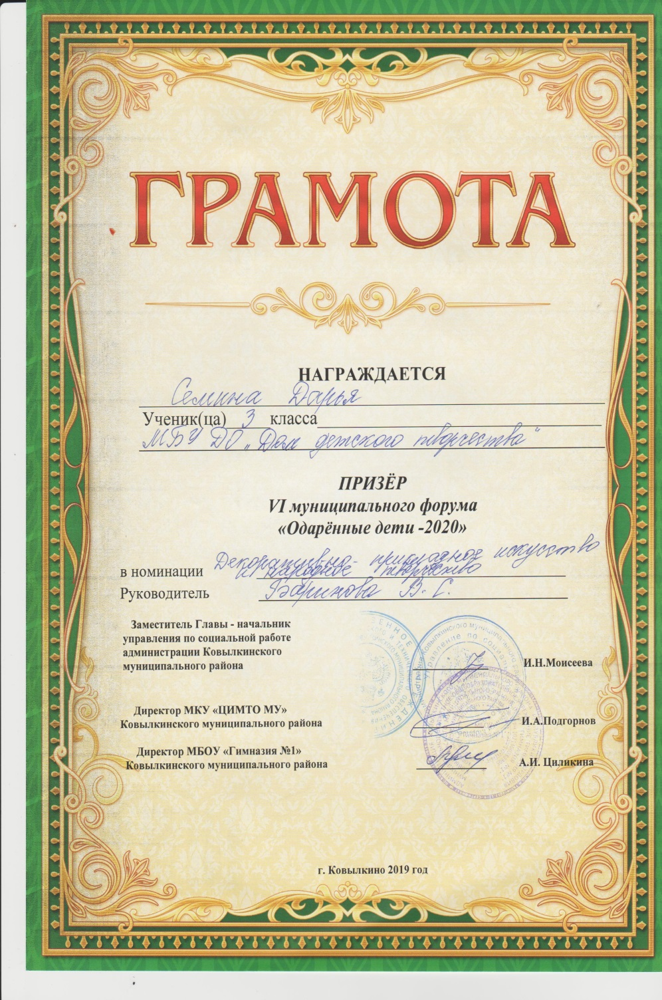 ГРАМОТА
НАГРАЖДАЕТСЯ
Семина Дарья
Ученик(ца) 3 класса
МБУ ДО „Дом детского творчества"
ПРИЗЁР
VI муниципального форума
«Одарённые дети -2020»
Декоративно-прикладное искусство
в номинации и народное творчество
Руководитель Баринова В. С.
Заместитель Главы - начальник
управления по социальной работе
администрации Ковылкинского
муниципального района И.Н.Моисеева
Директор МКУ «ЦИМТО МУ»
Ковылкинского муниципального района И.А.Подгорнов
Директор МБОУ «Гимназия №1»
Ковылкинского муниципального района А.И. Циликина
г. Ковылкино 2019 год